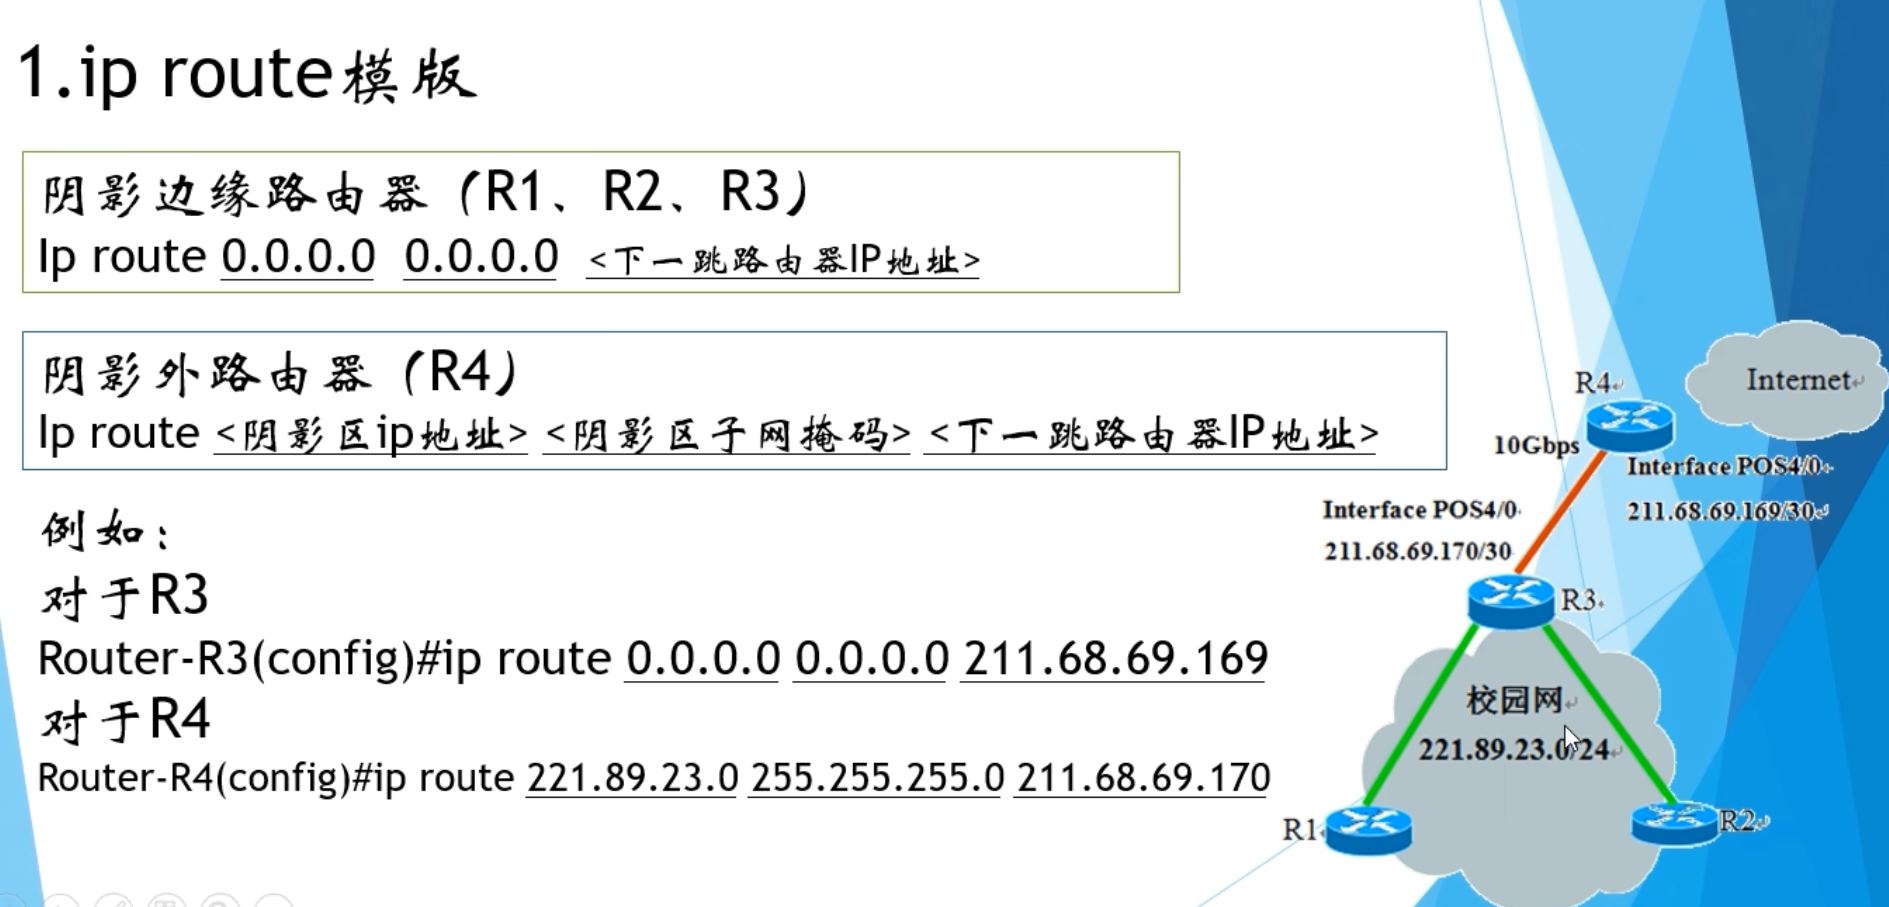 1.ip route模版
阴影边缘路由器（R1、R2、R3）
Ip route 0.0.0.0 0.0.0.0 <下一跳路由器IP地址>
阴影外路由器（R4）
Ip route <阴影区ip地址> <阴影区子网掩码> <下一跳路由器IP地址>
例如：
对于R3
Router-R3(config)#ip route 0.0.0.0 0.0.0.0 211.68.69.169
对于R4
Router-R4(config)#ip route 221.89.23.0 255.255.255.0 211.68.69.170
R4
Internet
10Gbps
Interface POS4/0
211.68.69.169/30
Interface POS4/0
211.68.69.170/30
R3
校园网
221.89.23.0/24
R1
R2